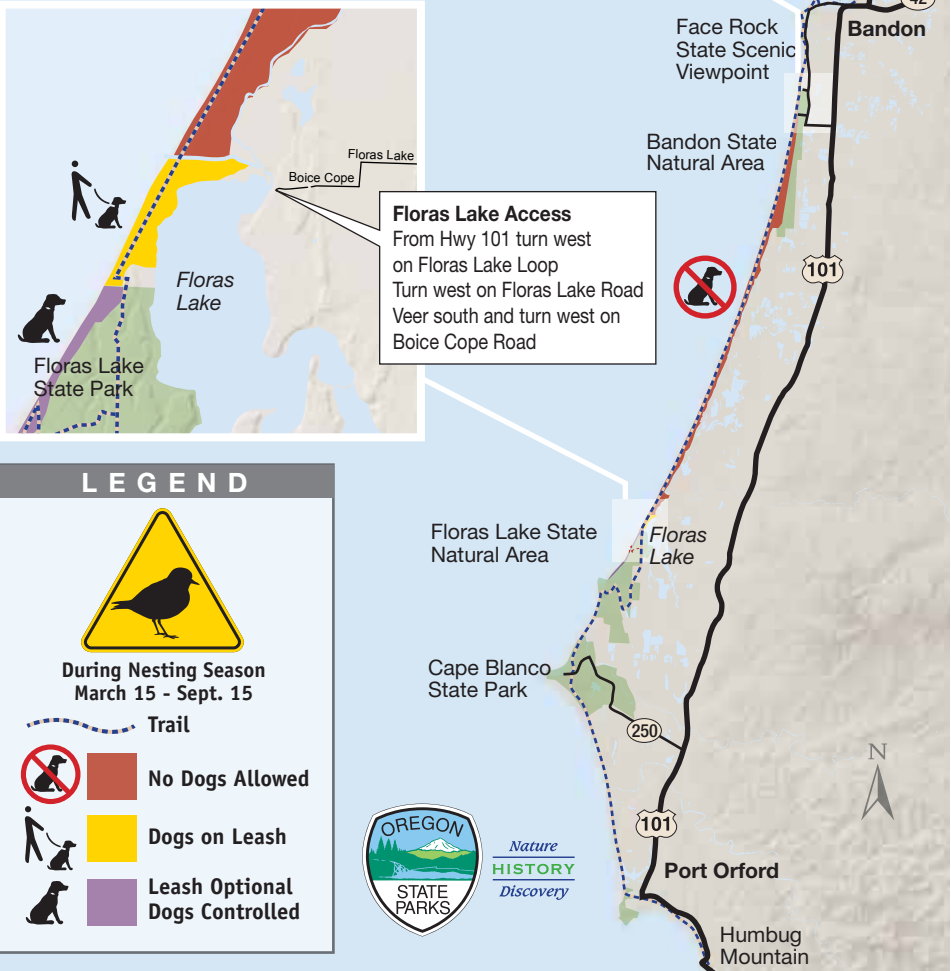 42
Bandon
Face Rock
State Scenic
Viewpoint
Bandon State
Natural Area
Floras Lake
Boice Cope
Floras Lake Access
From Hwy 101 turn west
on Floras Lake Loop
Turn west on Floras Lake Road
Veer south and turn west on
Boice Cope Road
101
Floras
Lake
Floras Lake
State Park
LEGEND
During Nesting Season
March 15 - Sept. 15
Trail
No Dogs Allowed
Dogs on Leash
Leash Optional
Dogs Controlled
Floras Lake State
Natural Area
Floras
Lake
Cape Blanco
State Park
250
N
101
Port Orford
Humbug
Mountain
OREGON
STATE
PARKS
Nature
HISTORY
Discovery